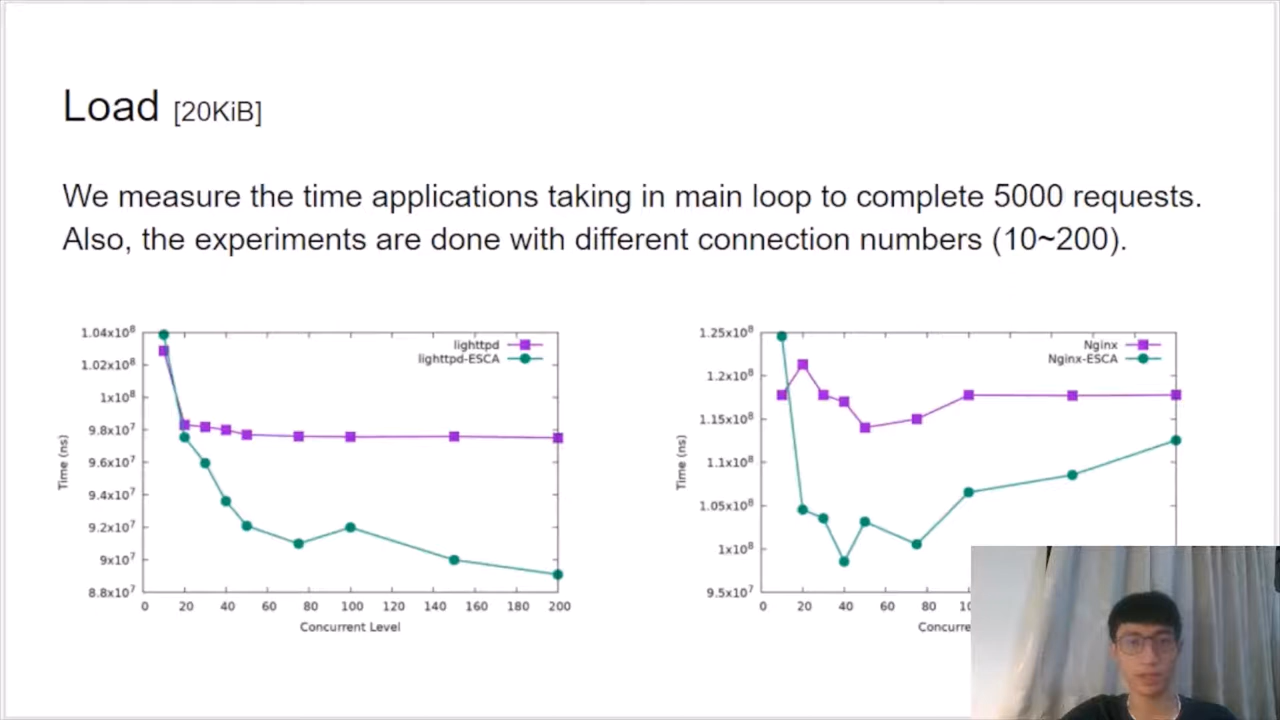 Load [20KiB]
We measure the time applications taking in main loop to complete 5000 requests.
Also, the experiments are done with different connection numbers (10~200).
1.04x10⁸
1.02x10⁸
1x10⁸
9.8x10⁷
9.6x10⁷
9.4x10⁷
9.2x10⁷
9x10⁷
8.8x10⁷
Time (ns)
lighttpd
lighttpd-ESCA
0 20 40 60 80 100 120 140 160 180 200
Concurrent Level
1.25x10⁸
1.2x10⁸
1.15x10⁸
1.1x10⁸
1.05x10⁸
1x10⁸
9.5x10⁷
Time (ns)
Nginx
Nginx-ESCA
0 20 40 60 80